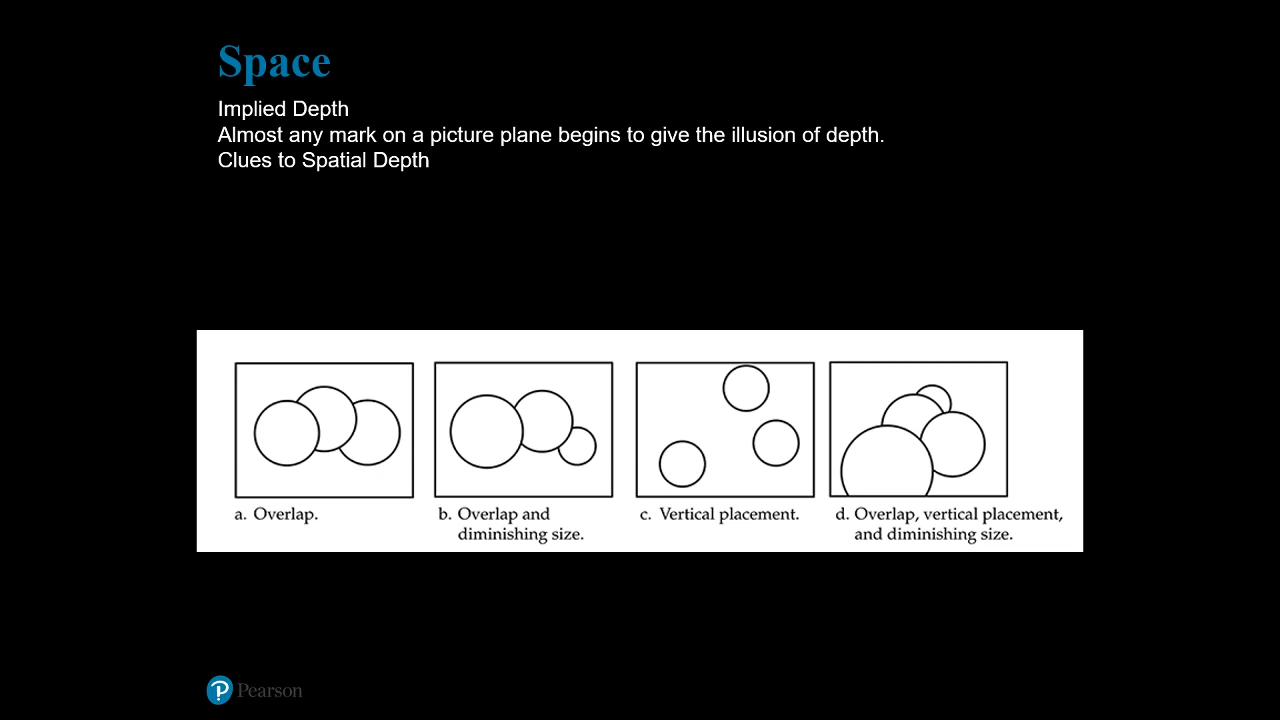 Space
Implied Depth
Almost any mark on a picture plane begins to give the illusion of depth.
Clues to Spatial Depth
a. Overlap.
b. Overlap and
diminishing size.
c. Vertical placement.
d. Overlap, vertical placement,
and diminishing size.
Pearson